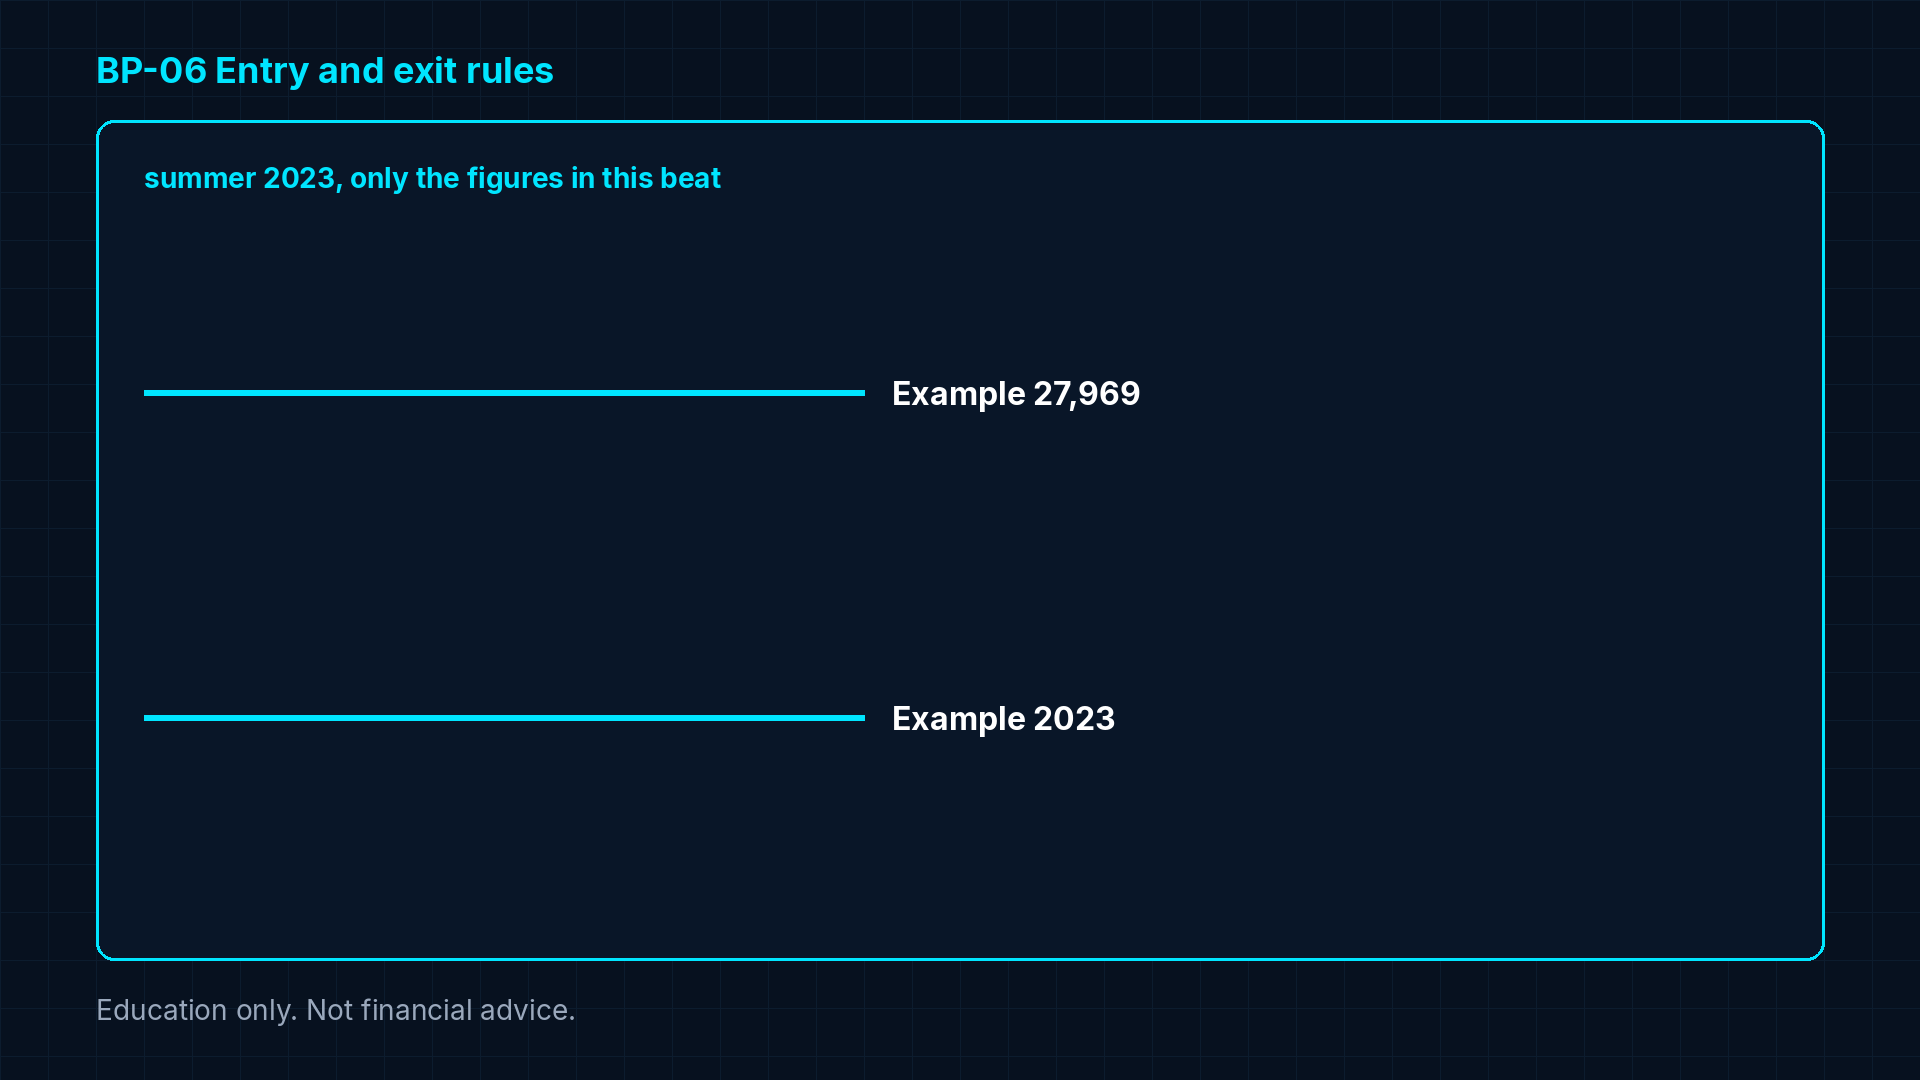 BP-06 Entry and exit rules
summer 2023, only the figures in this beat
Example 27,969
Example 2023
Education only. Not financial advice.